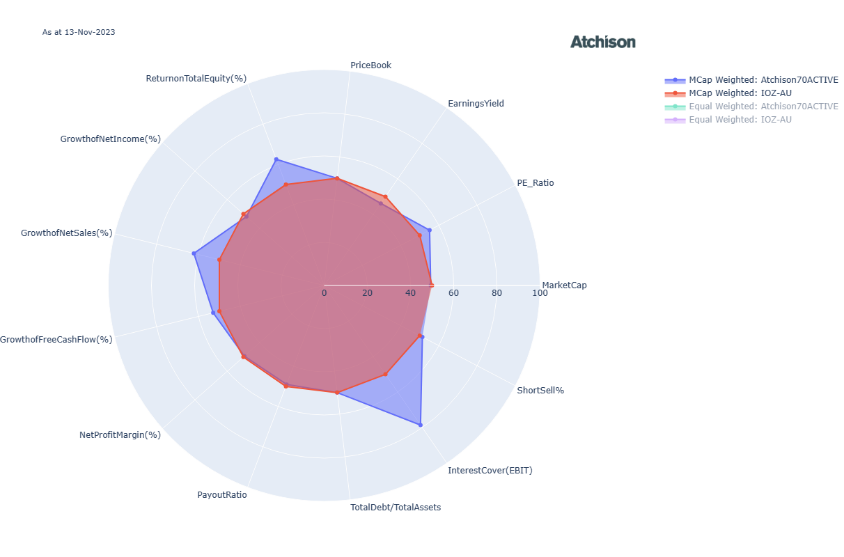 As at 13-Nov-2023
Atchison
MCap Weighted: Atchison70ACTIVE
MCap Weighted: IOZ-AU
Equal Weighted: Atchison70ACTIVE
Equal Weighted: IOZ-AU
PriceBook
ReturnonTotalEquity(%)
EarningsYield
GrowthofNetIncome(%)
PE_Ratio
GrowthofNetSales(%)
MarketCap
0 20 40 60 80 100
GrowthofFreeCashFlow(%)
ShortSell%
NetProfitMargin(%)
InterestCover(EBIT)
PayoutRatio
TotalDebt/TotalAssets